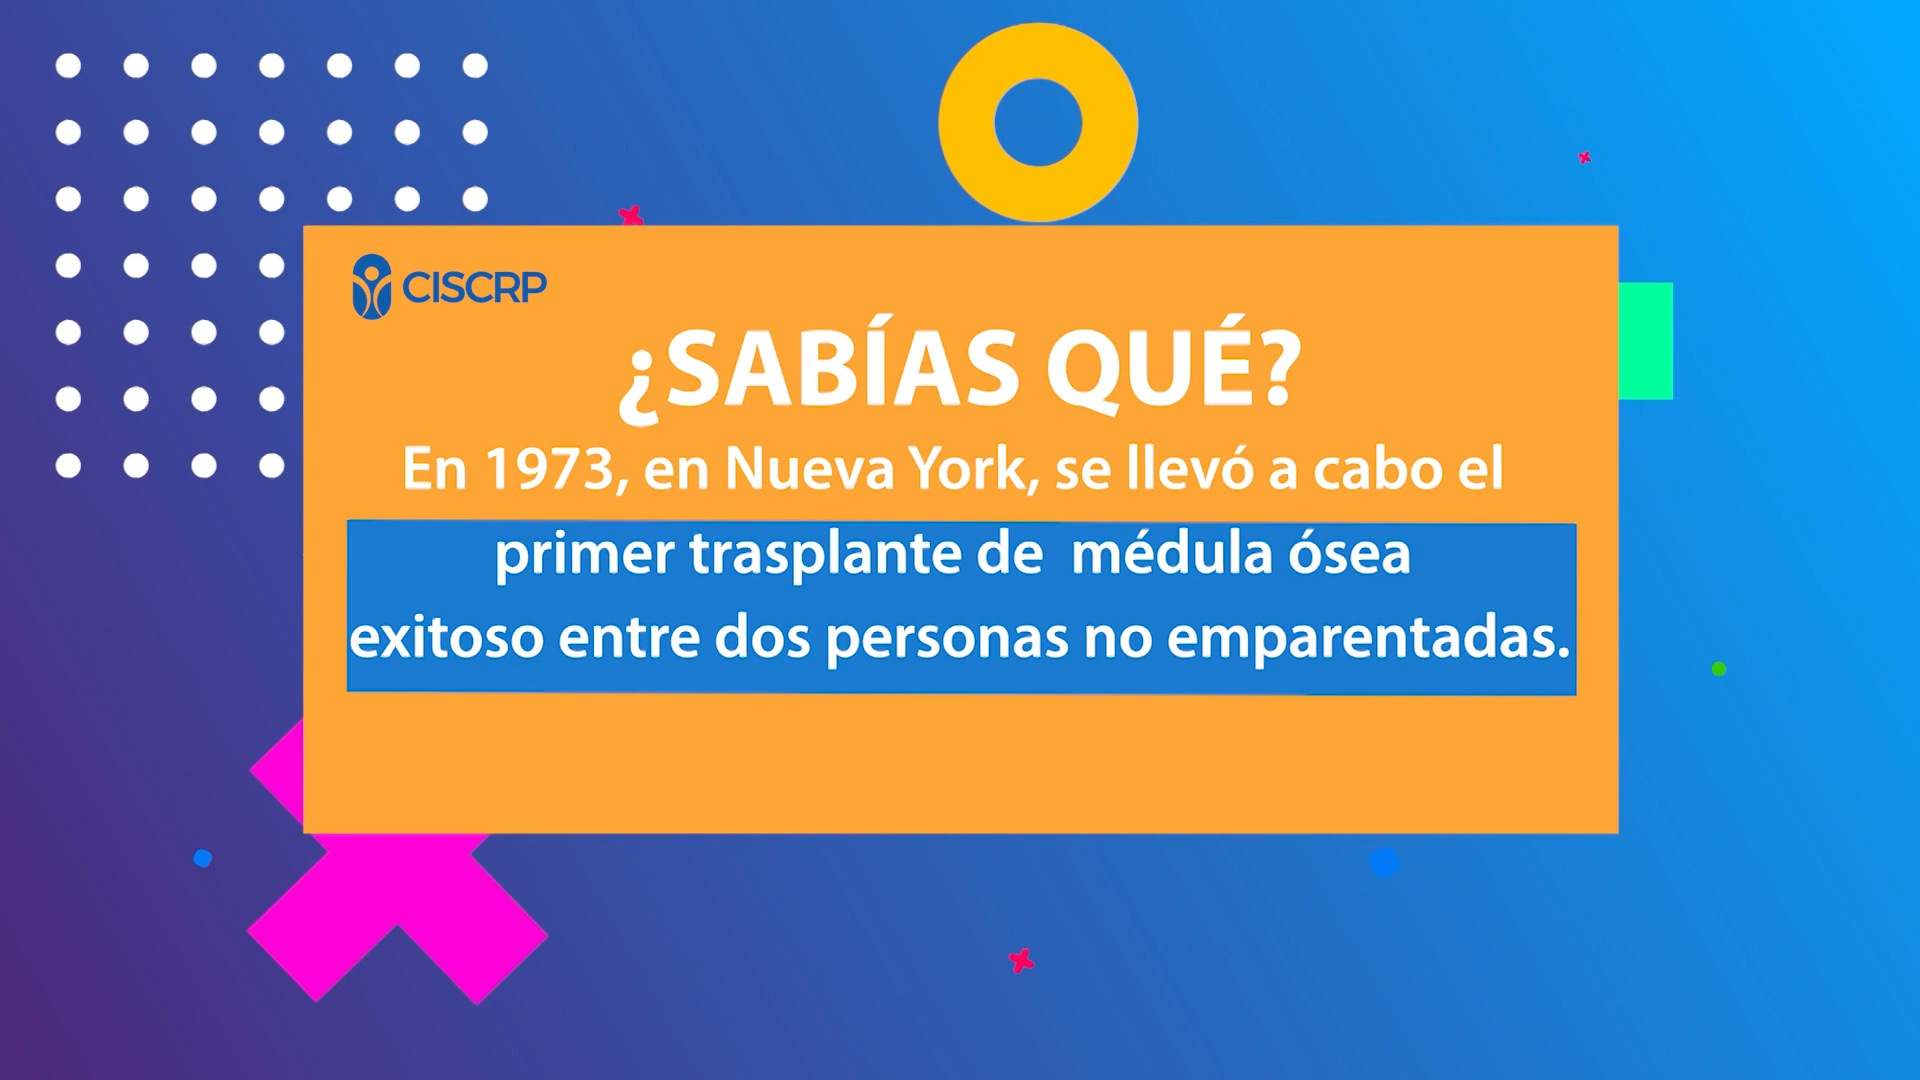 CISCRP
¿SABÍAS QUÉ?
En 1973, en Nueva York, se llevó a cabo el
primer trasplante de médula ósea
exitoso entre dos personas no emparentadas.